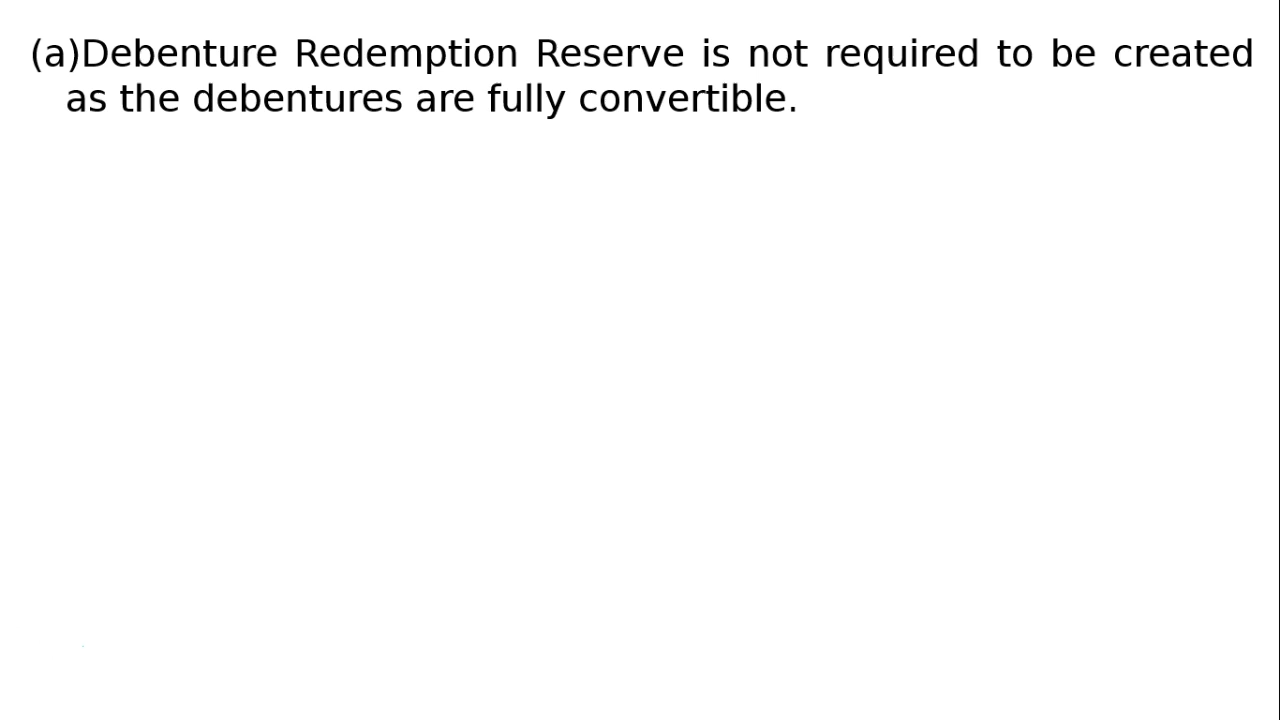 (a)Debenture Redemption Reserve is not required to be created
as the debentures are fully convertible.